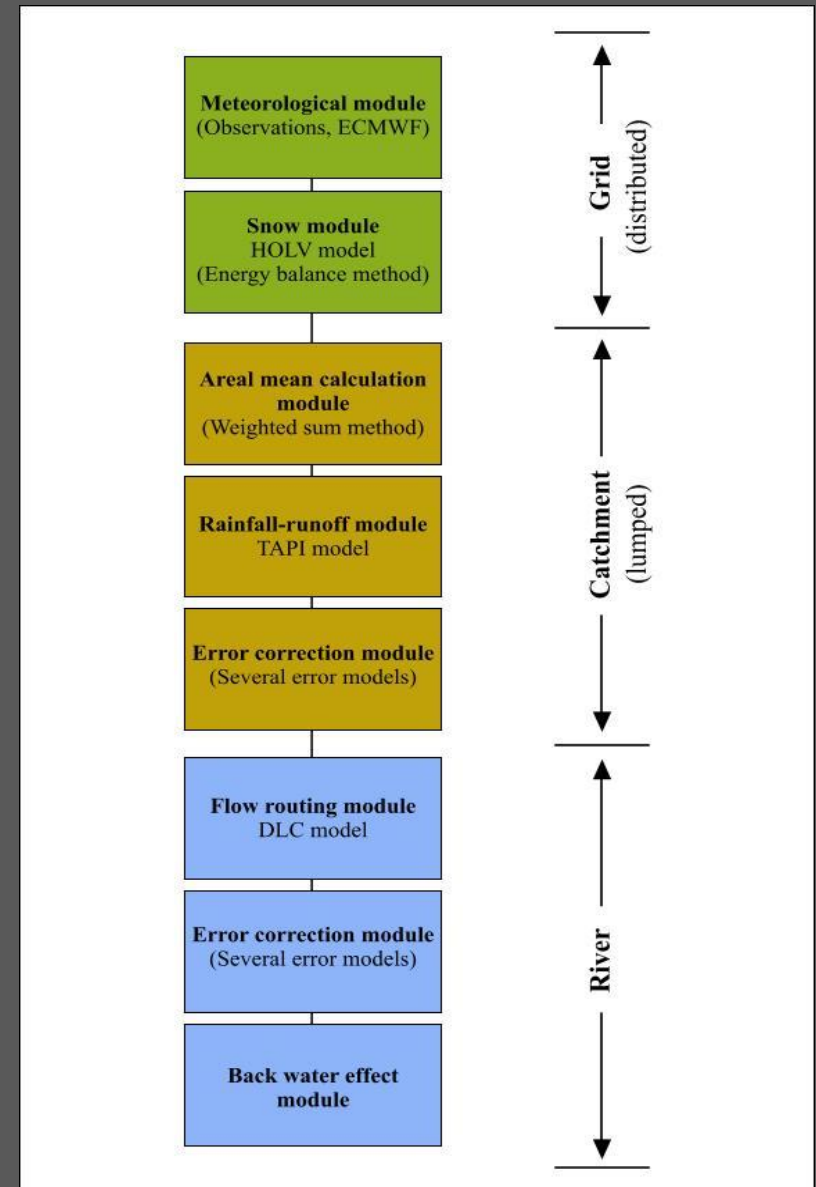 Meteorological module
(Observations, ECMWF)
Snow module
HOLV model
(Energy balance method)
Areal mean calculation
module
(Weighted sum method)
Rainfall-runoff module
TAPI model
Error correction module
(Several error models)
Flow routing module
DLC model
Error correction module
(Several error models)
Back water effect
module
Grid
(distributed)
Catchment
(lumped)
River